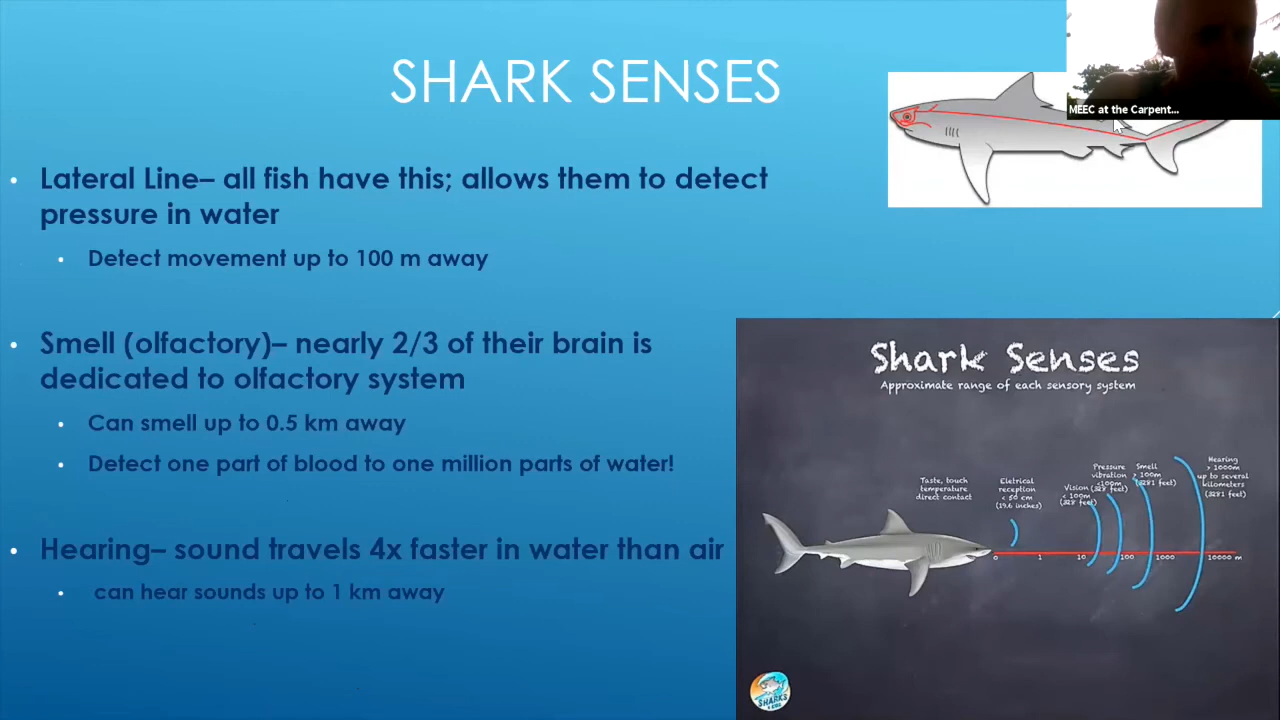 SHARK SENSES
MEEC at the Carpent...
• Lateral Line– all fish have this; allows them to detect
pressure in water
• Detect movement up to 100 m away
• Smell (olfactory)– nearly 2/3 of their brain is
dedicated to olfactory system
• Can smell up to 0.5 km away
• Detect one part of blood to one million parts of water!
• Hearing– sound travels 4x faster in water than air
• can hear sounds up to 1 km away
Shark Senses
Approximate range of each sensory system
Taste, touch
temperature
direct contact
Eletrical
reception
< 50 cm
(19.6 inches)
Vision
< 100m
(328 feet)
Pressure
vibration
<100m
(328 feet)
Smell
> 100m
(3281 feet)
Hearing
> 1000m
up to several
kilometers
(3281 feet)
0 1 10 100 1000 10000 m
SHARKS